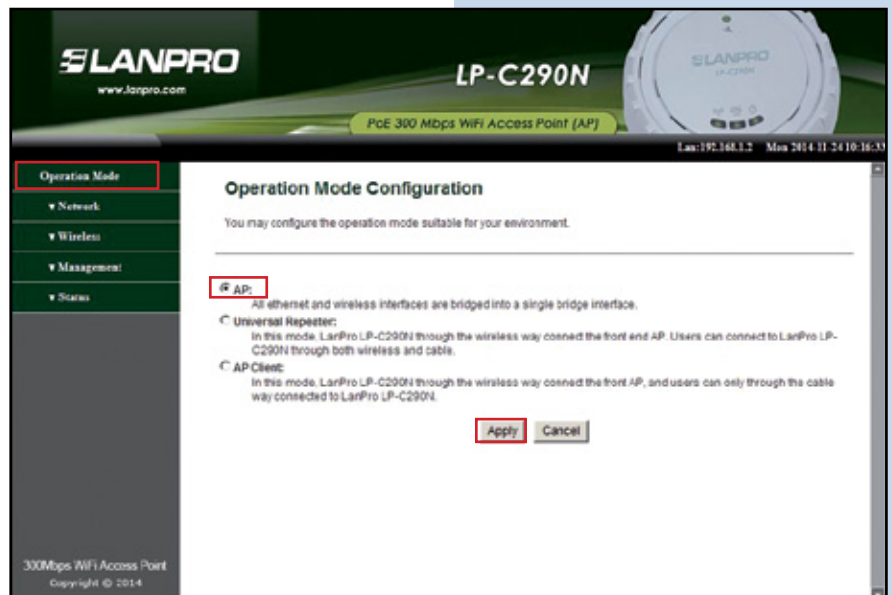 LANPRO
www.lanpro.com
LP-C290N
PoE 300 Mbps WiFi Access Point (AP)
LANPRO
LP-C290N
Lan:192.168.1.2 Mon 2014-11-24 10:16:33
Operation Mode
▾ Network
▾ Wireless
▾ Management
▾ Status
300Mbps WiFi Access Point
Copyright © 2014
Operation Mode Configuration
You may configure the operation mode suitable for your environment.
AP:
All ethernet and wireless interfaces are bridged into a single bridge interface.
Universal Repeater:
In this mode, LanPro LP-C290N through the wireless way connect the front end AP. Users can connect to LanPro LP-
C290N through both wireless and cable.
AP Client:
In this mode, LanPro LP-C290N through the wireless way connect the front AP, and users can only through the cable
way connected to LanPro LP-C290N.
Apply Cancel